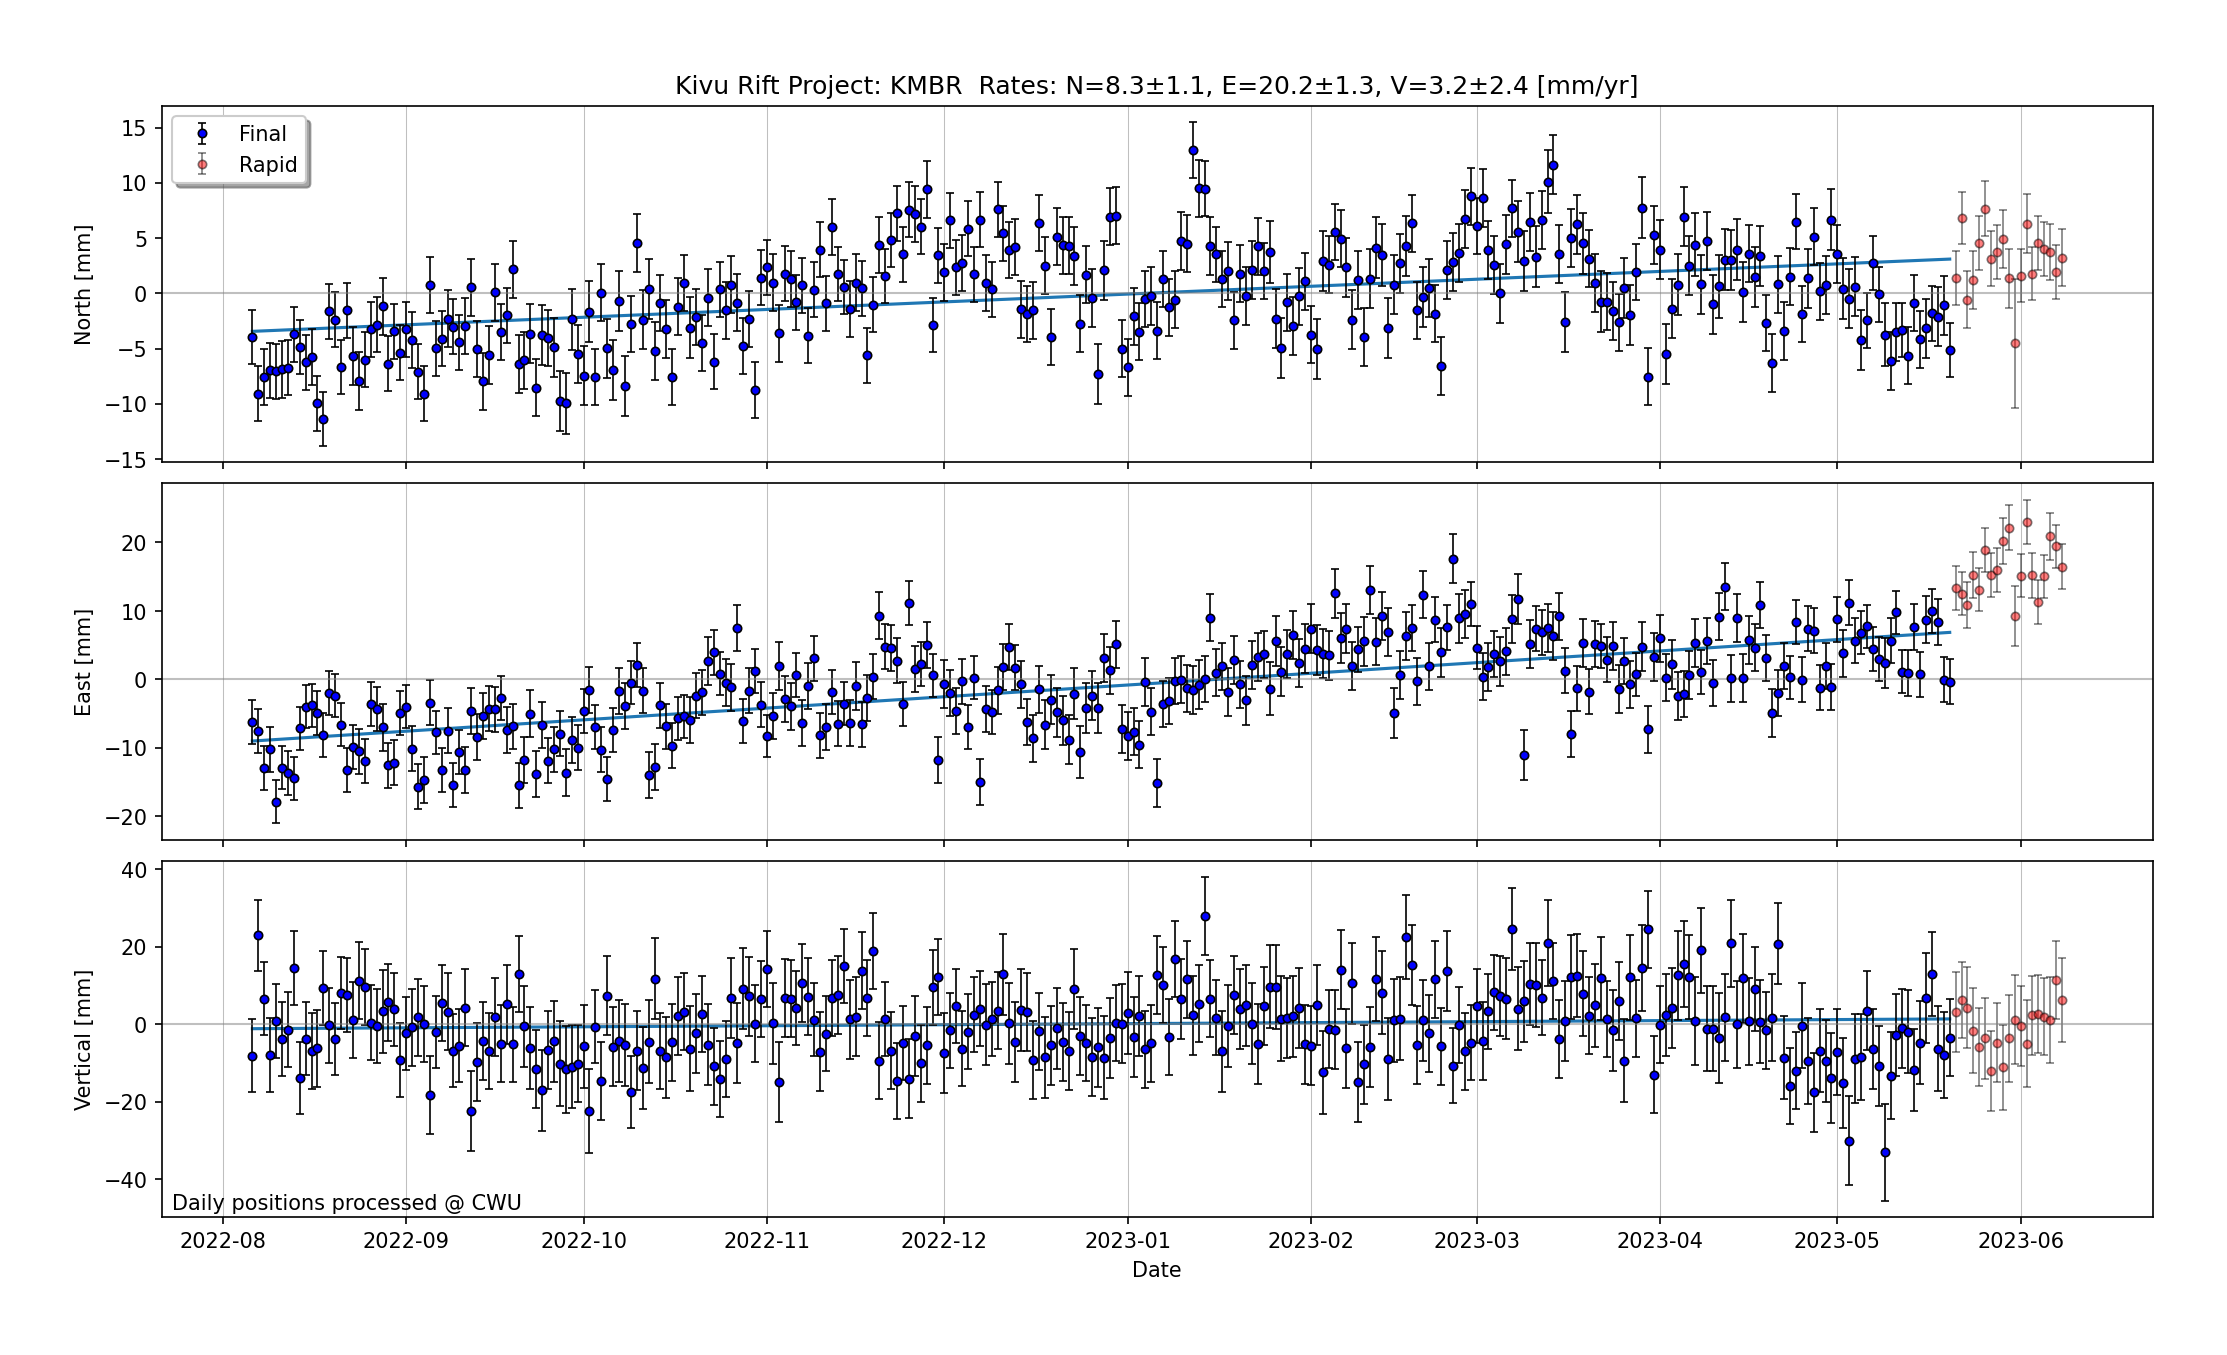 Kivu Rift Project: KMBR  Rates: N=8.3±1.1, E=20.2±1.3, V=3.2±2.4 [mm/yr]
Final
Rapid
North [mm]
15
10
5
0
−5
−10
−15
East [mm]
20
10
0
−10
−20
Vertical [mm]
40
20
0
−20
−40
Daily positions processed @ CWU
2022-08 2022-09 2022-10 2022-11 2022-12 2023-01 2023-02 2023-03 2023-04 2023-05 2023-06
Date